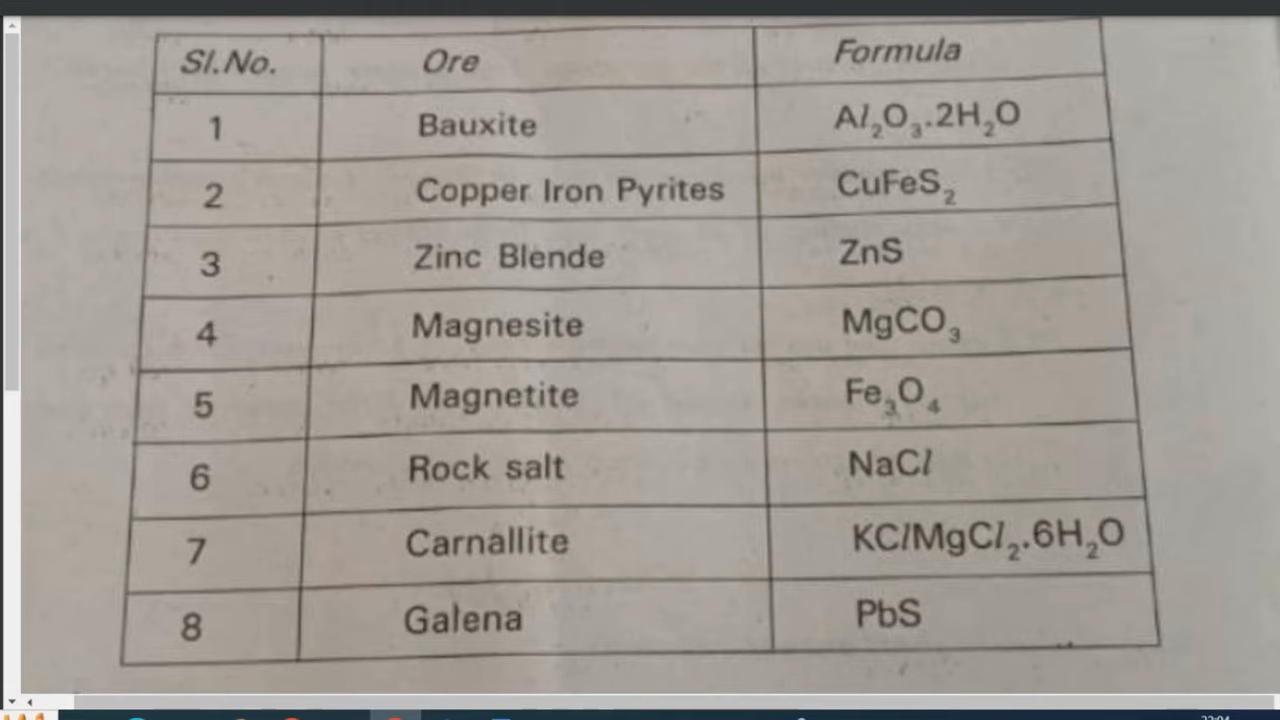 Sl.No. Ore Formula
1 Bauxite Al₂O₃.2H₂O
2 Copper Iron Pyrites CuFeS₂
3 Zinc Blende ZnS
4 Magnesite MgCO₃
5 Magnetite Fe₃O₄
6 Rock salt NaCl
7 Carnallite KClMgCl₂.6H₂O
8 Galena PbS